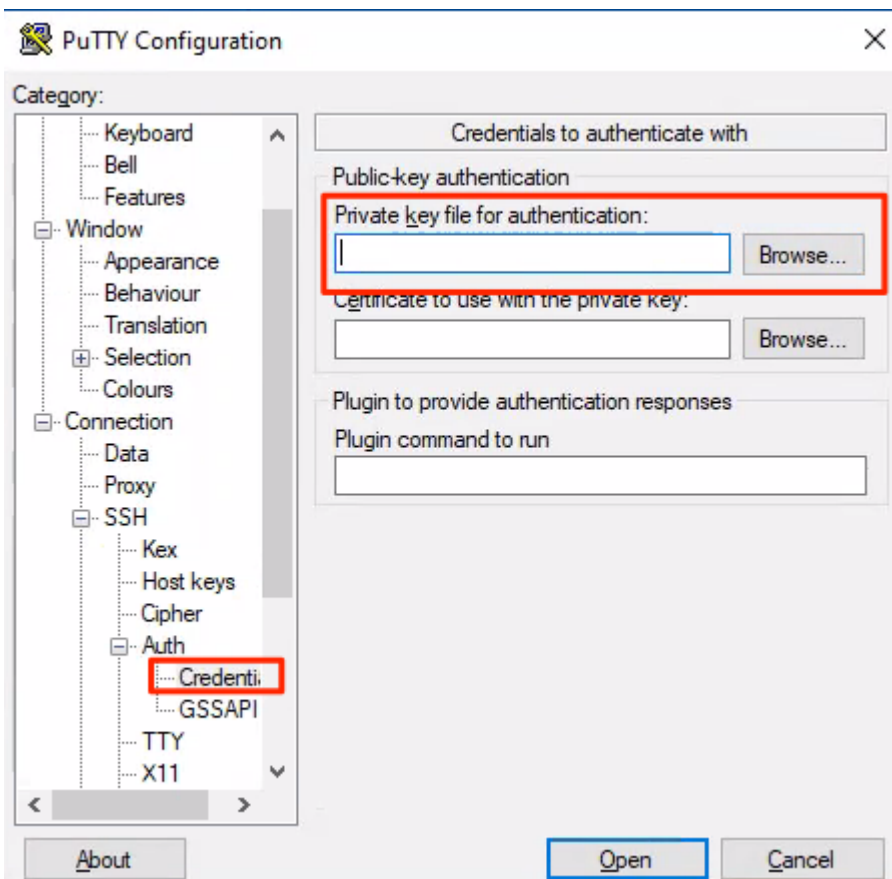 PuTTY Configuration
Category:
Keyboard
Bell
Features
Window
Appearance
Behaviour
Translation
Selection
Colours
Connection
Data
Proxy
SSH
Kex
Host keys
Cipher
Auth
Credentia
GSSAPI
TTY
X11
Credentials to authenticate with
Public-key authentication
Private key file for authentication:
Browse...
Certificate to use with the private key:
Browse...
Plugin to provide authentication responses
Plugin command to run
About
Open
Cancel